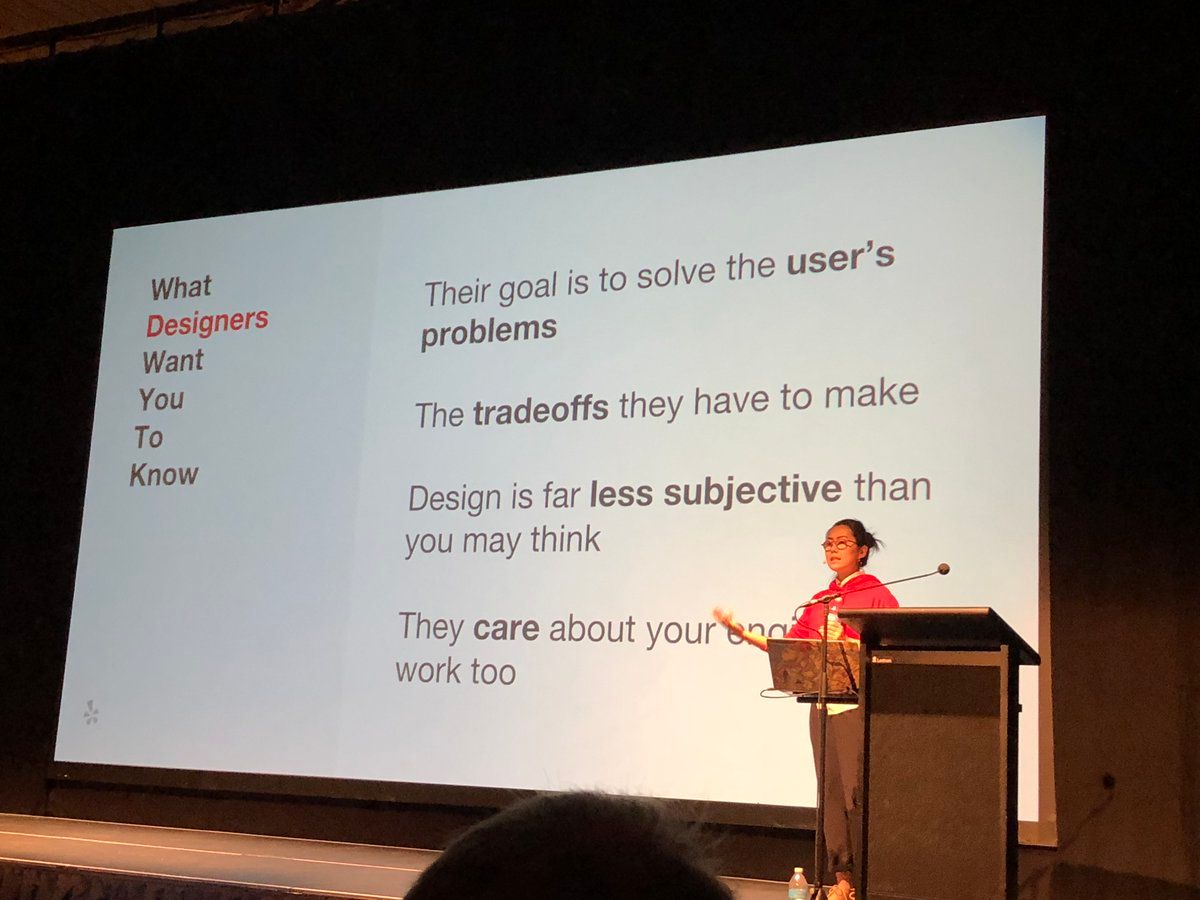 What
Designers
Want
You
To
Know
Their goal is to solve the user's
problems
The tradeoffs they have to make
Design is far less subjective than
you may think
They care about your
work too